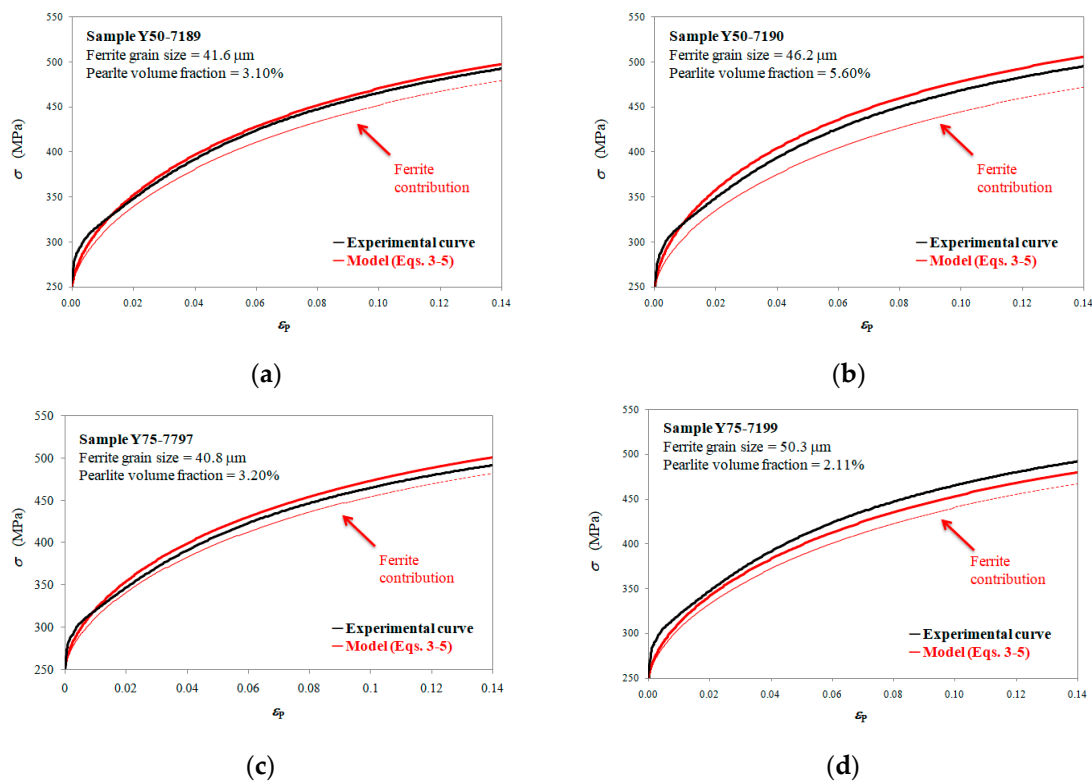 550
500
450
400
350
300
250
σ (MPa)
Sample Y50-7189
Ferrite grain size = 41.6 μm
Pearlite volume fraction = 3.10%
Ferrite
contribution
Experimental curve
Model (Eqs. 3-5)
0.00 0.02 0.04 0.06 0.08 0.10 0.12 0.14
εP
(a)
550
500
450
400
350
300
250
σ (MPa)
Sample Y50-7190
Ferrite grain size = 46.2 μm
Pearlite volume fraction = 5.60%
Ferrite
contribution
Experimental curve
Model (Eqs. 3-5)
0.00 0.02 0.04 0.06 0.08 0.10 0.12 0.14
εP
(b)
550
500
450
400
350
300
250
σ (MPa)
Sample Y75-7797
Ferrite grain size = 40.8 μm
Pearlite volume fraction = 3.20%
Ferrite
contribution
Experimental curve
Model (Eqs. 3-5)
0 0.02 0.04 0.06 0.08 0.1 0.12 0.14
εP
(c)
550
500
450
400
350
300
250
σ (MPa)
Sample Y75-7199
Ferrite grain size = 50.3 μm
Pearlite volume fraction = 2.11%
Ferrite
contribution
Experimental curve
Model (Eqs. 3-5)
0.00 0.02 0.04 0.06 0.08 0.10 0.12 0.14
εP
(d)